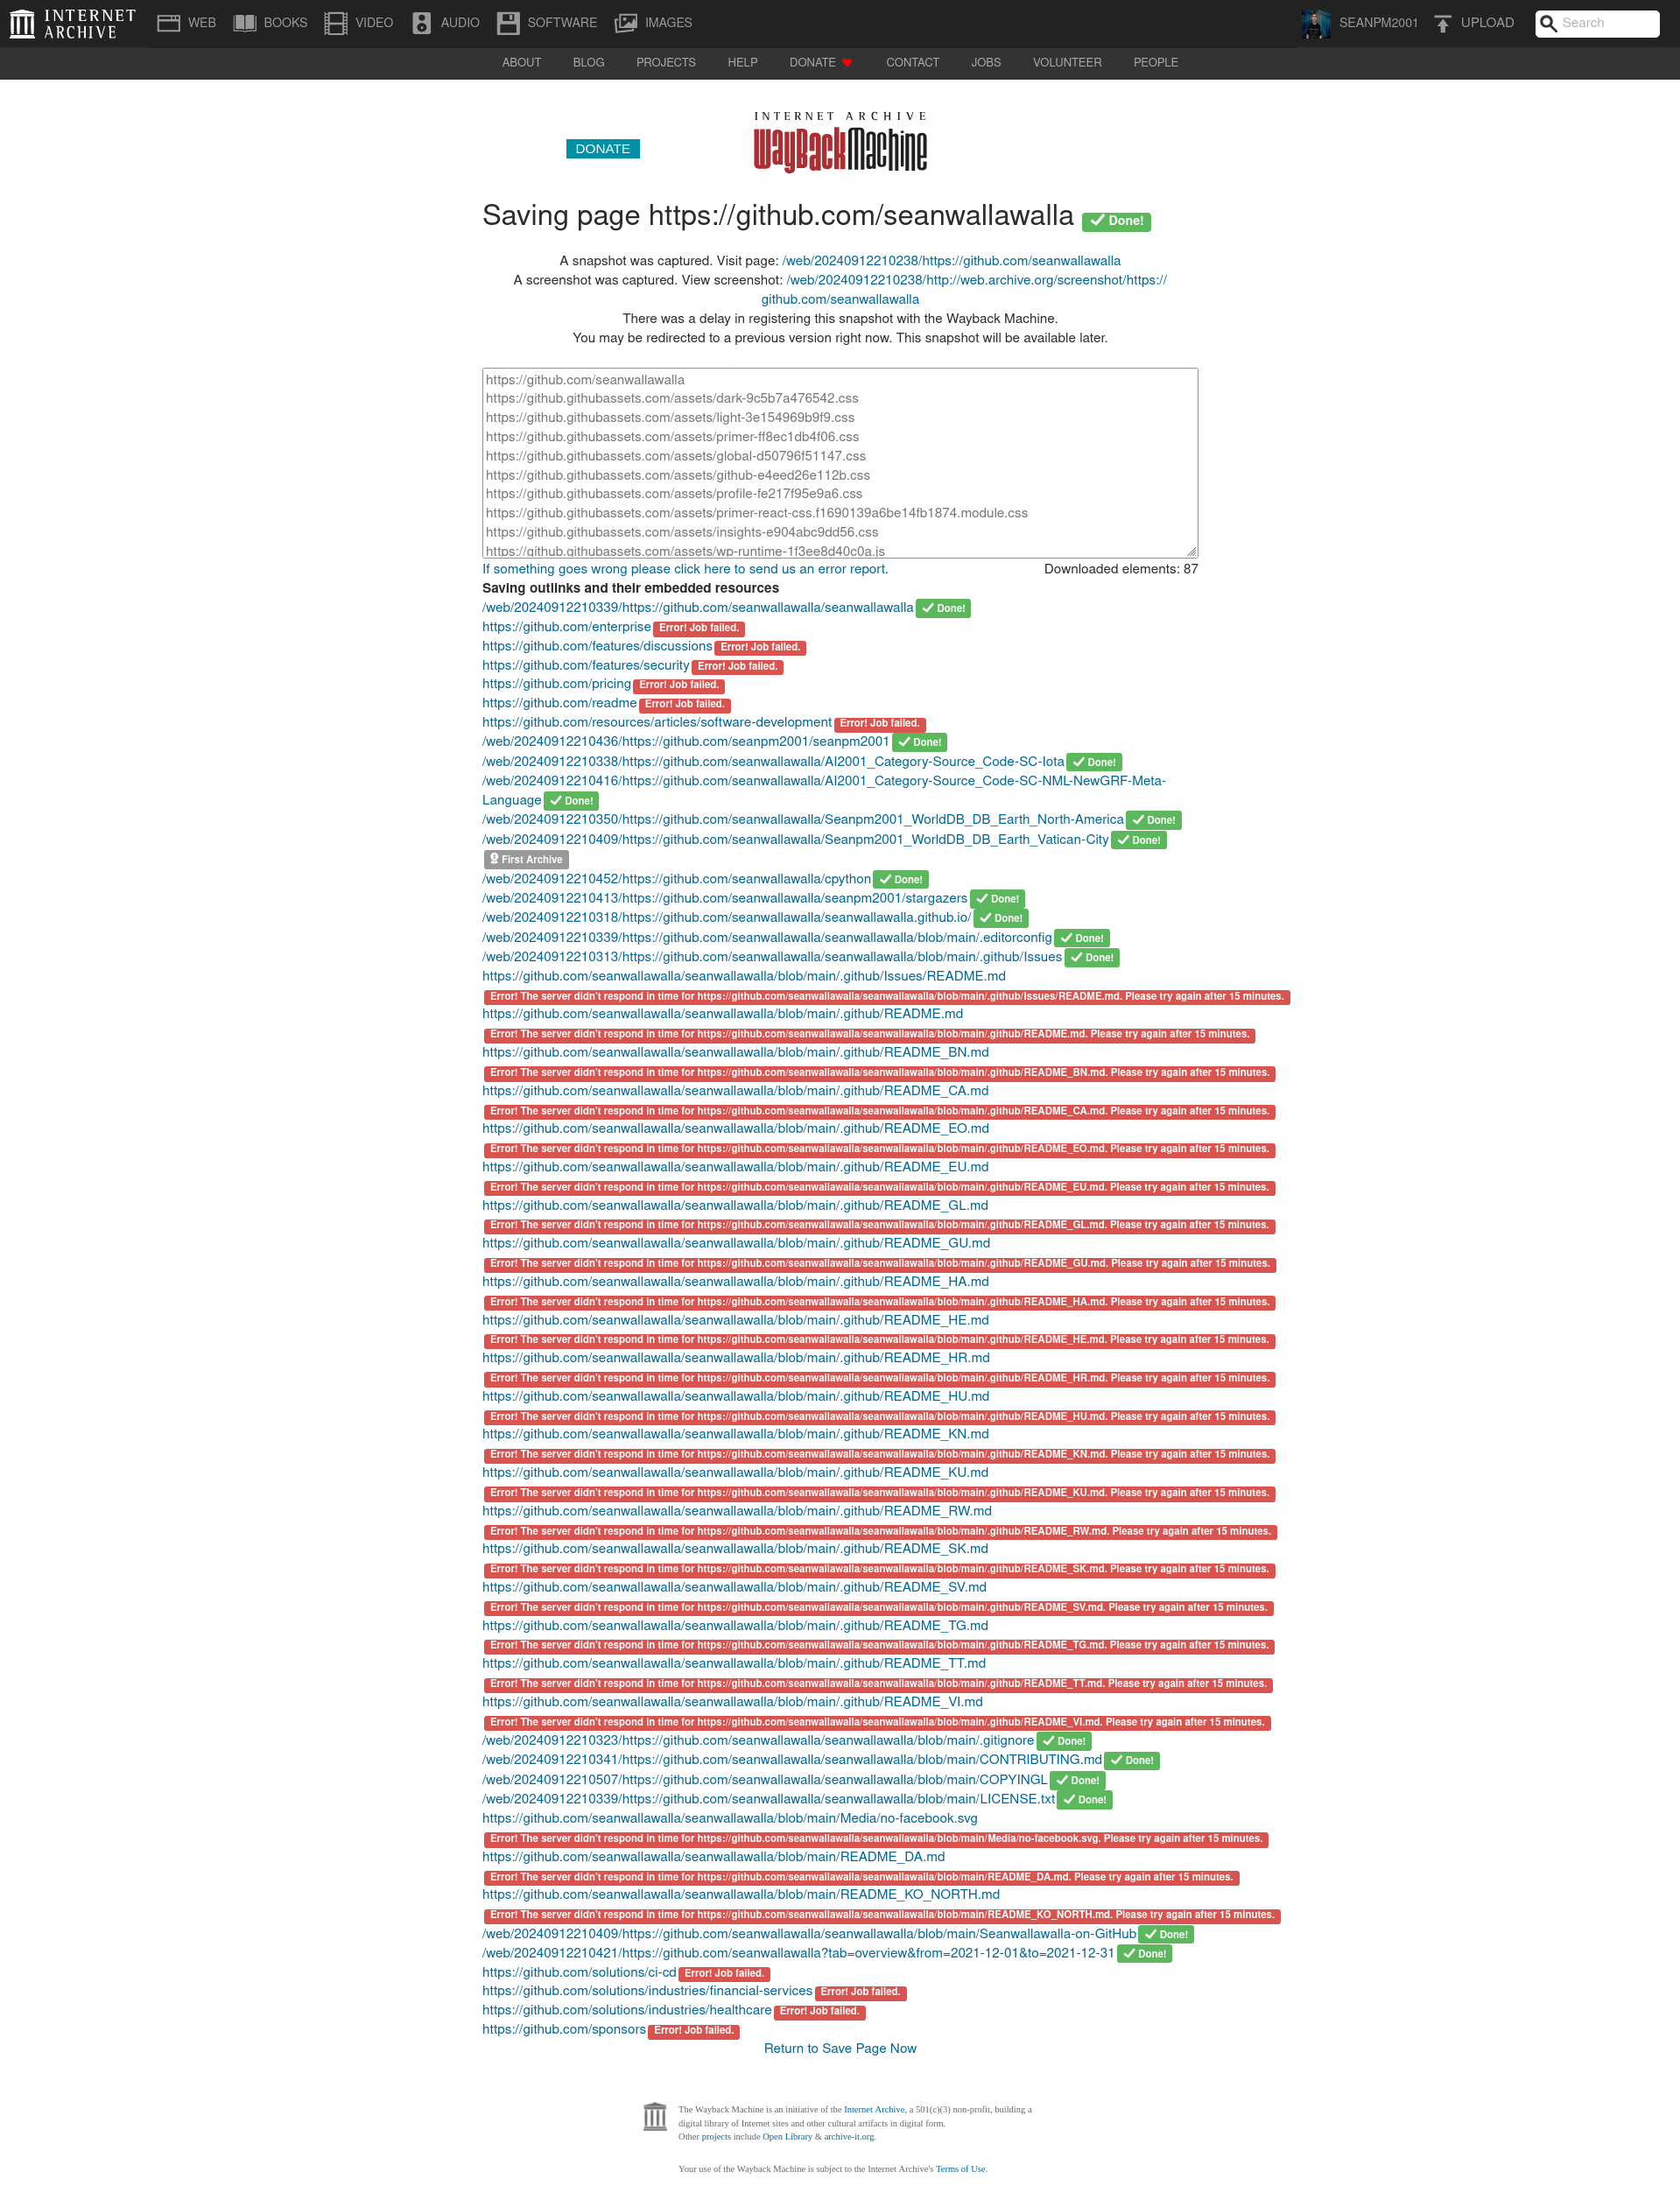 INTERNET ARCHIVE WEB BOOKS VIDEO AUDIO SOFTWARE IMAGES SEANPM2001 UPLOAD Search
ABOUT BLOG PROJECTS HELP DONATE CONTACT JOBS VOLUNTEER PEOPLE
INTERNET ARCHIVE
DONATE WayBackMachine
Saving page https://github.com/seanwallawalla Done!
A snapshot was captured. Visit page: /web/20240912210238/https://github.com/seanwallawalla
A screenshot was captured. View screenshot: /web/20240912210238/http://web.archive.org/screenshot/https://
github.com/seanwallawalla
There was a delay in registering this snapshot with the Wayback Machine.
You may be redirected to a previous version right now. This snapshot will be available later.
https://github.com/seanwallawalla
https://github.githubassets.com/assets/dark-9c5b7a476542.css
https://github.githubassets.com/assets/light-3e154969b9f9.css
https://github.githubassets.com/assets/primer-ff8ec1db4f06.css
https://github.githubassets.com/assets/global-d50796f51147.css
https://github.githubassets.com/assets/github-e4eed26e112b.css
https://github.githubassets.com/assets/profile-fe217f95e9a6.css
https://github.githubassets.com/assets/primer-react-css.f1690139a6be14fb1874.module.css
https://github.githubassets.com/assets/insights-e904abc9dd56.css
https://github.githubassets.com/assets/wp-runtime-1f3ee8d40c0a.js
If something goes wrong please click here to send us an error report. Downloaded elements: 87
Saving outlinks and their embedded resources
/web/20240912210339/https://github.com/seanwallawalla/seanwallawalla Done!
https://github.com/enterprise Error! Job failed.
https://github.com/features/discussions Error! Job failed.
https://github.com/features/security Error! Job failed.
https://github.com/pricing Error! Job failed.
https://github.com/readme Error! Job failed.
https://github.com/resources/articles/software-development Error! Job failed.
/web/20240912210436/https://github.com/seanpm2001/seanpm2001 Done!
/web/20240912210338/https://github.com/seanwallawalla/AI2001_Category-Source_Code-SC-Iota Done!
/web/20240912210416/https://github.com/seanwallawalla/AI2001_Category-Source_Code-SC-NML-NewGRF-Meta-
Language Done!
/web/20240912210350/https://github.com/seanwallawalla/Seanpm2001_WorldDB_DB_Earth_North-America Done!
/web/20240912210409/https://github.com/seanwallawalla/Seanpm2001_WorldDB_DB_Earth_Vatican-City Done!
First Archive
/web/20240912210452/https://github.com/seanwallawalla/cpython Done!
/web/20240912210413/https://github.com/seanwallawalla/seanpm2001/stargazers Done!
/web/20240912210318/https://github.com/seanwallawalla/seanwallawalla.github.io/ Done!
/web/20240912210339/https://github.com/seanwallawalla/seanwallawalla/blob/main/.editorconfig Done!
/web/20240912210313/https://github.com/seanwallawalla/seanwallawalla/blob/main/.github/Issues Done!
https://github.com/seanwallawalla/seanwallawalla/blob/main/.github/Issues/README.md
Error! The server didn't respond in time for https://github.com/seanwallawalla/seanwallawalla/blob/main/.github/Issues/README.md. Please try again after 15 minutes.
https://github.com/seanwallawalla/seanwallawalla/blob/main/.github/README.md
Error! The server didn't respond in time for https://github.com/seanwallawalla/seanwallawalla/blob/main/.github/README.md. Please try again after 15 minutes.
https://github.com/seanwallawalla/seanwallawalla/blob/main/.github/README_BN.md
Error! The server didn't respond in time for https://github.com/seanwallawalla/seanwallawalla/blob/main/.github/README_BN.md. Please try again after 15 minutes.
https://github.com/seanwallawalla/seanwallawalla/blob/main/.github/README_CA.md
Error! The server didn't respond in time for https://github.com/seanwallawalla/seanwallawalla/blob/main/.github/README_CA.md. Please try again after 15 minutes.
https://github.com/seanwallawalla/seanwallawalla/blob/main/.github/README_EO.md
Error! The server didn't respond in time for https://github.com/seanwallawalla/seanwallawalla/blob/main/.github/README_EO.md. Please try again after 15 minutes.
https://github.com/seanwallawalla/seanwallawalla/blob/main/.github/README_EU.md
Error! The server didn't respond in time for https://github.com/seanwallawalla/seanwallawalla/blob/main/.github/README_EU.md. Please try again after 15 minutes.
https://github.com/seanwallawalla/seanwallawalla/blob/main/.github/README_GL.md
Error! The server didn't respond in time for https://github.com/seanwallawalla/seanwallawalla/blob/main/.github/README_GL.md. Please try again after 15 minutes.
https://github.com/seanwallawalla/seanwallawalla/blob/main/.github/README_GU.md
Error! The server didn't respond in time for https://github.com/seanwallawalla/seanwallawalla/blob/main/.github/README_GU.md. Please try again after 15 minutes.
https://github.com/seanwallawalla/seanwallawalla/blob/main/.github/README_HA.md
Error! The server didn't respond in time for https://github.com/seanwallawalla/seanwallawalla/blob/main/.github/README_HA.md. Please try again after 15 minutes.
https://github.com/seanwallawalla/seanwallawalla/blob/main/.github/README_HE.md
Error! The server didn't respond in time for https://github.com/seanwallawalla/seanwallawalla/blob/main/.github/README_HE.md. Please try again after 15 minutes.
https://github.com/seanwallawalla/seanwallawalla/blob/main/.github/README_HR.md
Error! The server didn't respond in time for https://github.com/seanwallawalla/seanwallawalla/blob/main/.github/README_HR.md. Please try again after 15 minutes.
https://github.com/seanwallawalla/seanwallawalla/blob/main/.github/README_HU.md
Error! The server didn't respond in time for https://github.com/seanwallawalla/seanwallawalla/blob/main/.github/README_HU.md. Please try again after 15 minutes.
https://github.com/seanwallawalla/seanwallawalla/blob/main/.github/README_KN.md
Error! The server didn't respond in time for https://github.com/seanwallawalla/seanwallawalla/blob/main/.github/README_KN.md. Please try again after 15 minutes.
https://github.com/seanwallawalla/seanwallawalla/blob/main/.github/README_KU.md
Error! The server didn't respond in time for https://github.com/seanwallawalla/seanwallawalla/blob/main/.github/README_KU.md. Please try again after 15 minutes.
https://github.com/seanwallawalla/seanwallawalla/blob/main/.github/README_RW.md
Error! The server didn't respond in time for https://github.com/seanwallawalla/seanwallawalla/blob/main/.github/README_RW.md. Please try again after 15 minutes.
https://github.com/seanwallawalla/seanwallawalla/blob/main/.github/README_SK.md
Error! The server didn't respond in time for https://github.com/seanwallawalla/seanwallawalla/blob/main/.github/README_SK.md. Please try again after 15 minutes.
https://github.com/seanwallawalla/seanwallawalla/blob/main/.github/README_SV.md
Error! The server didn't respond in time for https://github.com/seanwallawalla/seanwallawalla/blob/main/.github/README_SV.md. Please try again after 15 minutes.
https://github.com/seanwallawalla/seanwallawalla/blob/main/.github/README_TG.md
Error! The server didn't respond in time for https://github.com/seanwallawalla/seanwallawalla/blob/main/.github/README_TG.md. Please try again after 15 minutes.
https://github.com/seanwallawalla/seanwallawalla/blob/main/.github/README_TT.md
Error! The server didn't respond in time for https://github.com/seanwallawalla/seanwallawalla/blob/main/.github/README_TT.md. Please try again after 15 minutes.
https://github.com/seanwallawalla/seanwallawalla/blob/main/.github/README_VI.md
Error! The server didn't respond in time for https://github.com/seanwallawalla/seanwallawalla/blob/main/.github/README_VI.md. Please try again after 15 minutes.
/web/20240912210323/https://github.com/seanwallawalla/seanwallawalla/blob/main/.gitignore Done!
/web/20240912210341/https://github.com/seanwallawalla/seanwallawalla/blob/main/CONTRIBUTING.md Done!
/web/20240912210507/https://github.com/seanwallawalla/seanwallawalla/blob/main/COPYINGL Done!
/web/20240912210339/https://github.com/seanwallawalla/seanwallawalla/blob/main/LICENSE.txt Done!
https://github.com/seanwallawalla/seanwallawalla/blob/main/Media/no-facebook.svg
Error! The server didn't respond in time for https://github.com/seanwallawalla/seanwallawalla/blob/main/Media/no-facebook.svg. Please try again after 15 minutes.
https://github.com/seanwallawalla/seanwallawalla/blob/main/README_DA.md
Error! The server didn't respond in time for https://github.com/seanwallawalla/seanwallawalla/blob/main/README_DA.md. Please try again after 15 minutes.
https://github.com/seanwallawalla/seanwallawalla/blob/main/README_KO_NORTH.md
Error! The server didn't respond in time for https://github.com/seanwallawalla/seanwallawalla/blob/main/README_KO_NORTH.md. Please try again after 15 minutes.
/web/20240912210409/https://github.com/seanwallawalla/seanwallawalla/blob/main/Seanwallawalla-on-GitHub Done!
/web/20240912210421/https://github.com/seanwallawalla?tab=overview&from=2021-12-01&to=2021-12-31 Done!
https://github.com/solutions/ci-cd Error! Job failed.
https://github.com/solutions/industries/financial-services Error! Job failed.
https://github.com/solutions/industries/healthcare Error! Job failed.
https://github.com/sponsors Error! Job failed.
Return to Save Page Now
The Wayback Machine is an initiative of the Internet Archive, a 501(c)(3) non-profit, building a
digital library of Internet sites and other cultural artifacts in digital form.
Other projects include Open Library & archive-it.org.
Your use of the Wayback Machine is subject to the Internet Archive's Terms of Use.